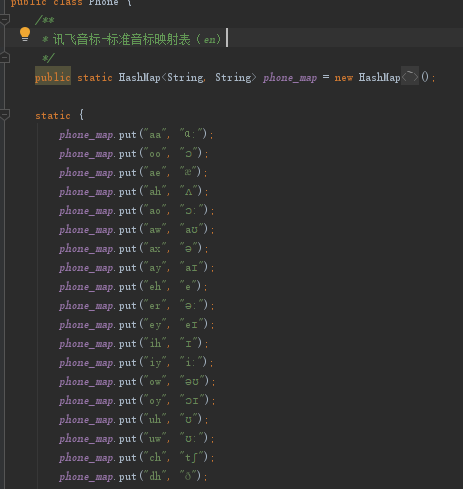 public class Phone {
/**
* 讯飞音标-标准音标映射表（en）
*/
public static HashMap<String, String> phone_map = new HashMap<~>();
static {
phone_map.put("aa", "ɑː");
phone_map.put("oo", "ɔ");
phone_map.put("ae", "æ");
phone_map.put("ah", "ʌ");
phone_map.put("ao", "ɔː");
phone_map.put("aw", "aʊ");
phone_map.put("ax", "ə");
phone_map.put("ay", "aɪ");
phone_map.put("eh", "e");
phone_map.put("er", "əː");
phone_map.put("ey", "eɪ");
phone_map.put("ih", "ɪ");
phone_map.put("iy", "iː");
phone_map.put("ow", "əʊ");
phone_map.put("oy", "ɔɪ");
phone_map.put("uh", "ʊ");
phone_map.put("uw", "ʊː");
phone_map.put("ch", "tʃ");
phone_map.put("dh", "ð");